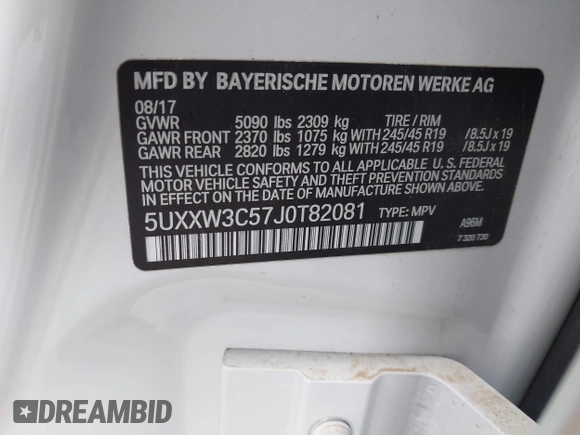 MFD BY BAYERISCHE MOTOREN WERKE AG
08/17
GVWR 5090 lbs 2309 kg TIRE / RIM
GAWR FRONT 2370 lbs 1075 kg WITH 245/45 R19 /8.5J x 19
GAWR REAR 2820 lbs 1279 kg WITH 245/45 R19 /8.5J x 19
THIS VEHICLE CONFORMS TO ALL APPLICABLE U. S. FEDERAL
MOTOR VEHICLE SAFETY AND THEFT PREVENTION STANDARDS
IN EFFECT ON THE DATE OF MANUFACTURE SHOWN ABOVE.
5UXXW3C57J0T82081 TYPE: MPV
A96M
7 320 730
DREAMBID